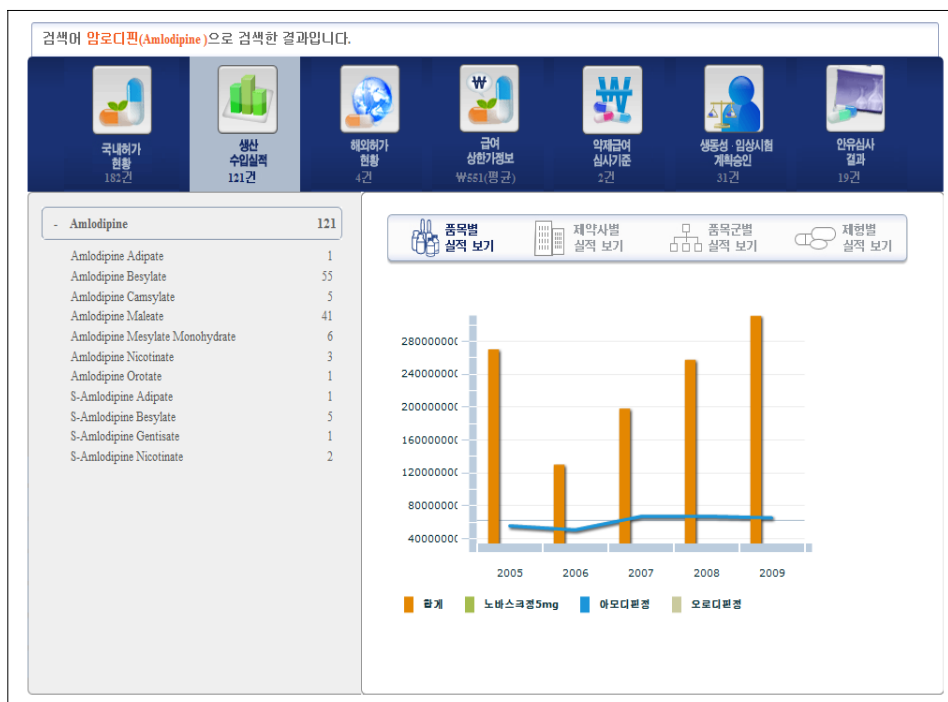 검색어 암로디핀(Amlodipine )으로 검색한 결과입니다.
국내허가
현황
182건
생산
수입실적
121건
해외허가
현황
4건
급여
상한가정보
₩551(평균)
약제급여
심사기준
2건
생동성·임상시험
계획승인
31건
인유심사
결과
19건
- Amlodipine 121
Amlodipine Adipate 1
Amlodipine Besylate 55
Amlodipine Camsylate 5
Amlodipine Maleate 41
Amlodipine Mesylate Monohydrate 6
Amlodipine Nicotinate 3
Amlodipine Orotate 1
S-Amlodipine Adipate 1
S-Amlodipine Besylate 5
S-Amlodipine Gentisate 1
S-Amlodipine Nicotinate 2
품목별
실적 보기
제약사별
실적 보기
품목군별
실적 보기
제형별
실적 보기
28000000(
24000000(
20000000(
16000000(
12000000(
80000000(
40000000(
2005 2006 2007 2008 2009
합계 노바스크정5mg 아모디핀정 오로디핀정